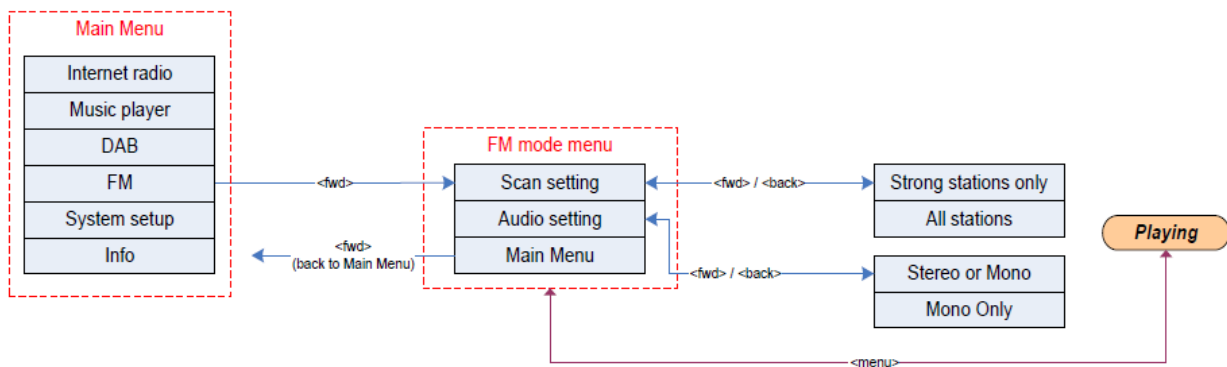 Main Menu
Internet radio
Music player
DAB
FM
System setup
Info
<fwd>
<fwd>
(back to Main Menu)
FM mode menu
Scan setting
Audio setting
Main Menu
<fwd> / <back>
<fwd> / <back>
Strong stations only
All stations
Stereo or Mono
Mono Only
Playing
<menu>